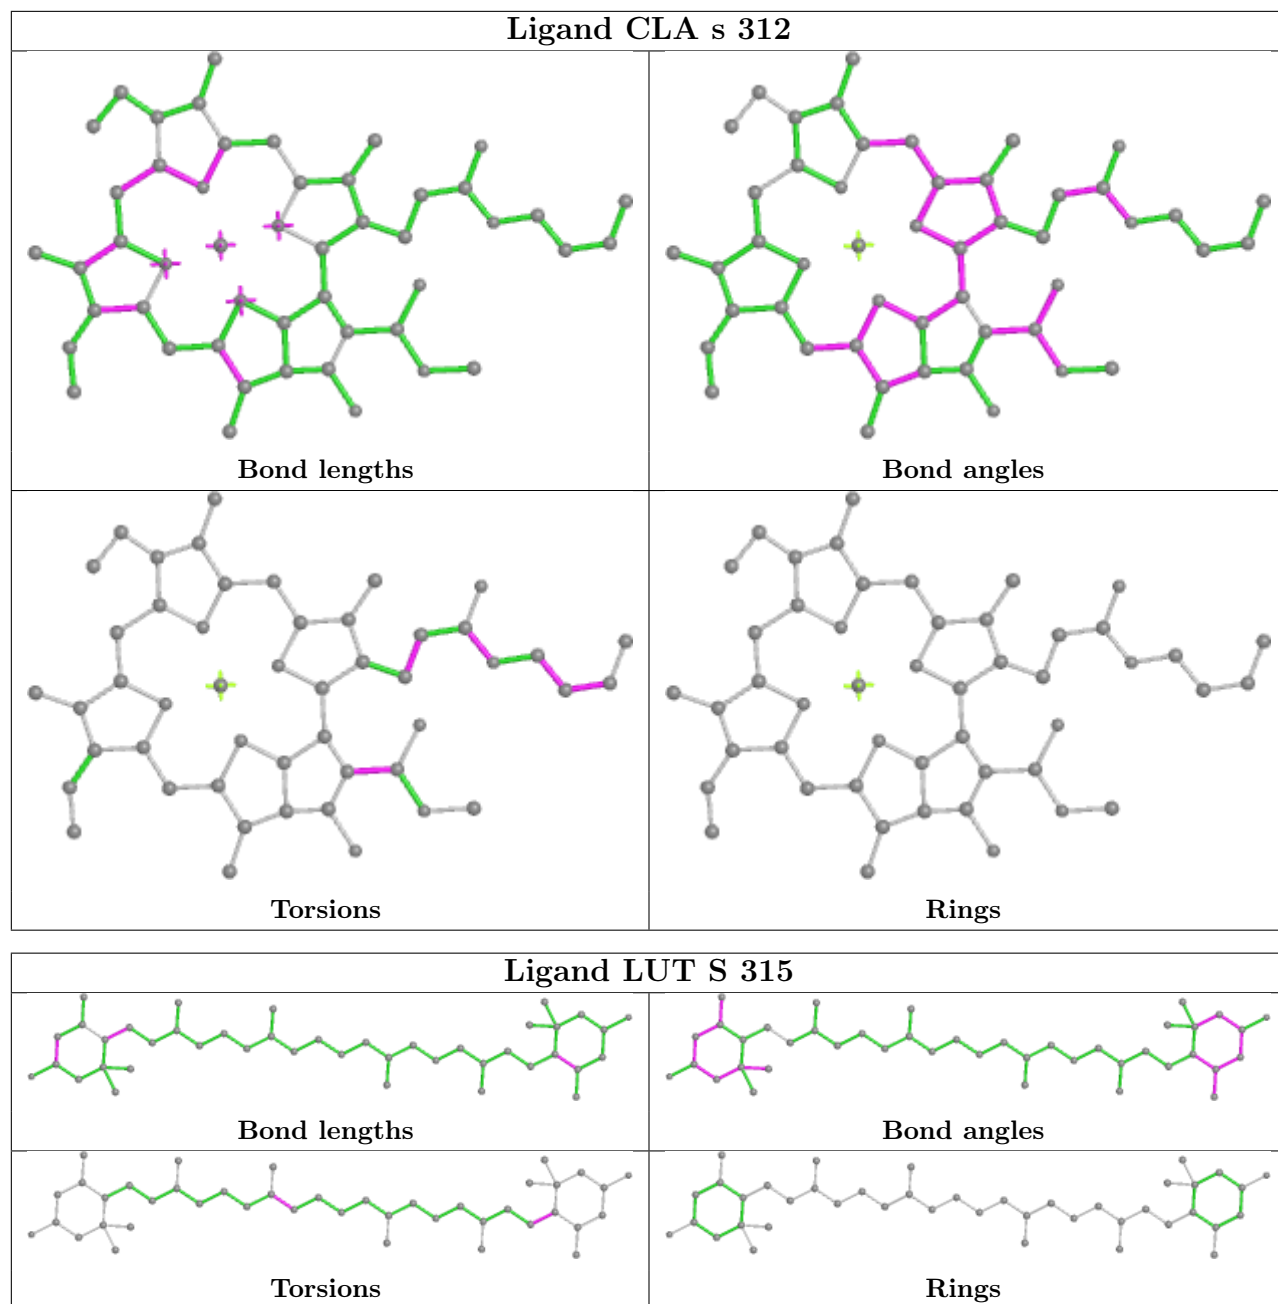 Ligand CLA s 312
Bond lengths
Bond angles
Torsions
Rings
Ligand LUT S 315
Bond lengths
Bond angles
Torsions
Rings